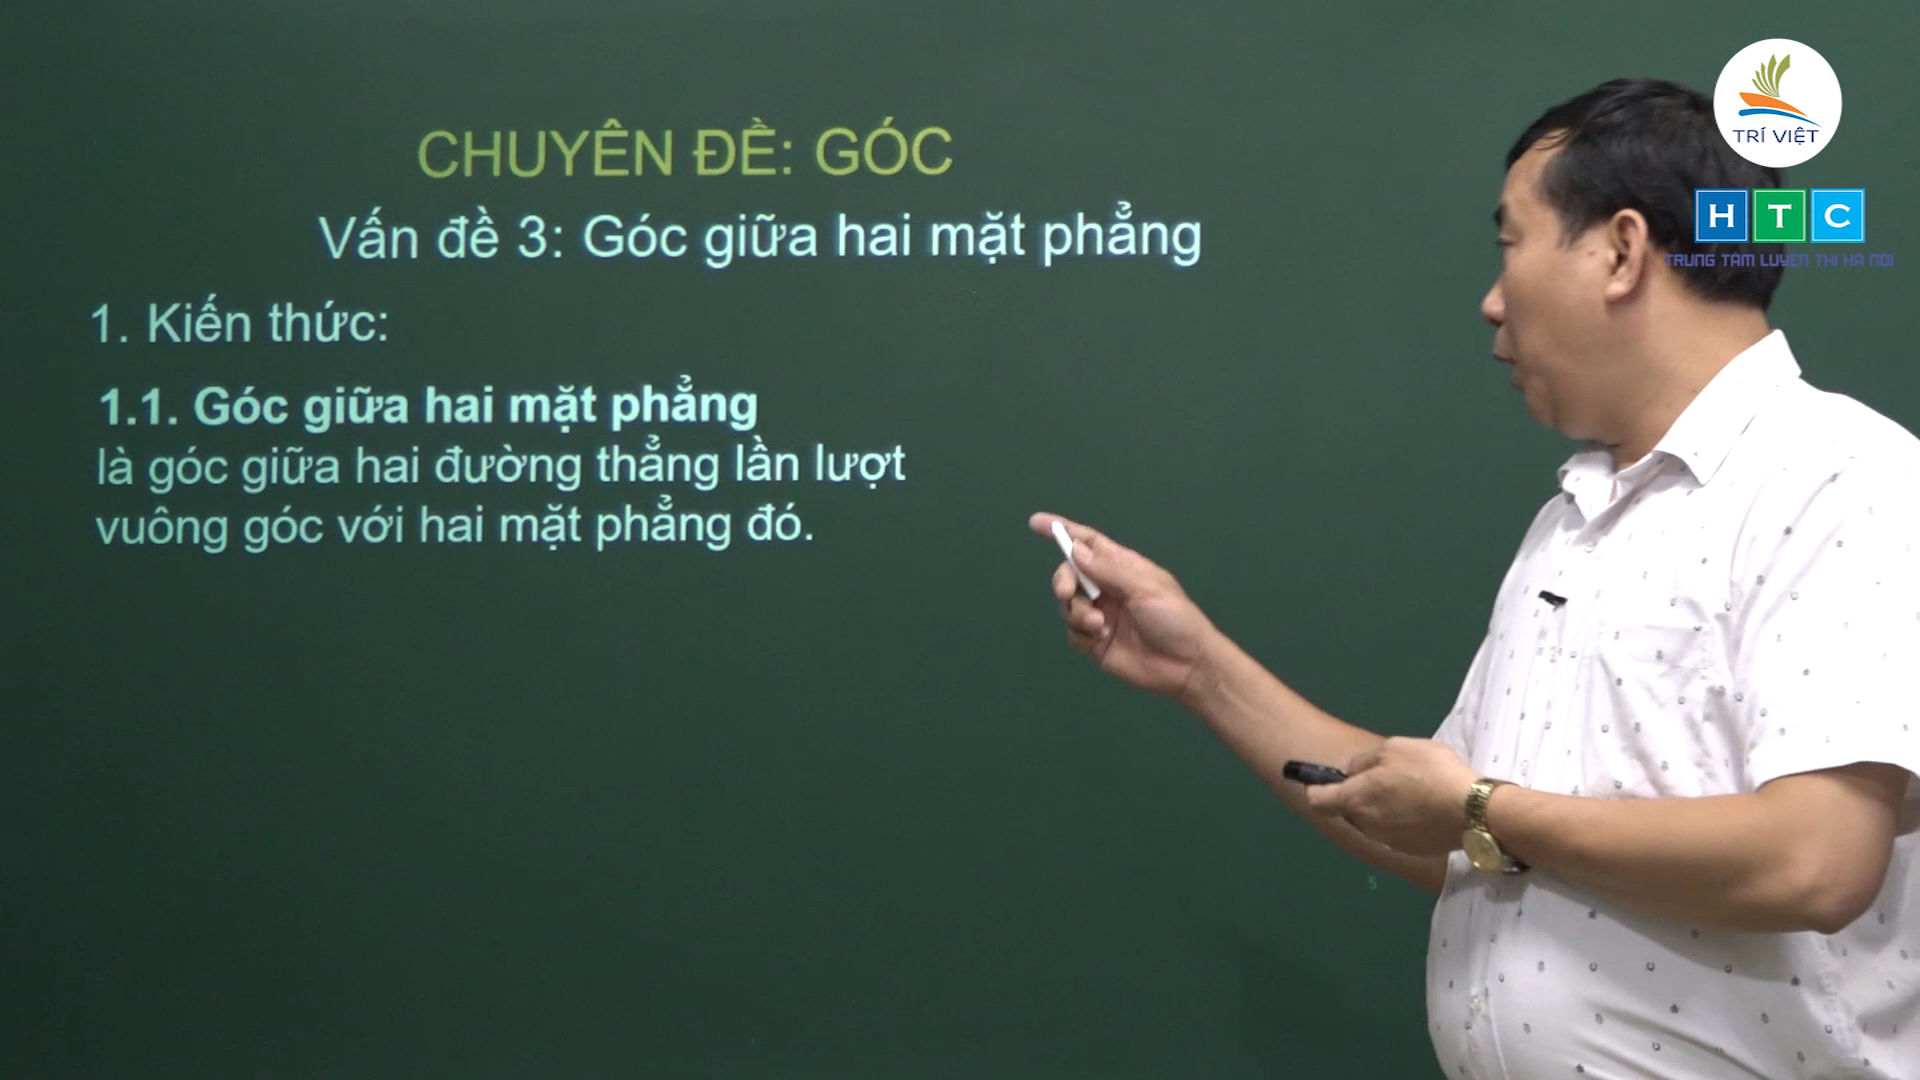 CHUYÊN ĐỀ: GÓC
Vấn đề 3: Góc giữa hai mặt phẳng
1. Kiến thức:
1.1. Góc giữa hai mặt phẳng
là góc giữa hai đường thẳng lần lượt
vuông góc với hai mặt phẳng đó.
TRÍ VIỆT
HTC
TRUNG TÂM LUYỆN THI HÀ NỘI
5